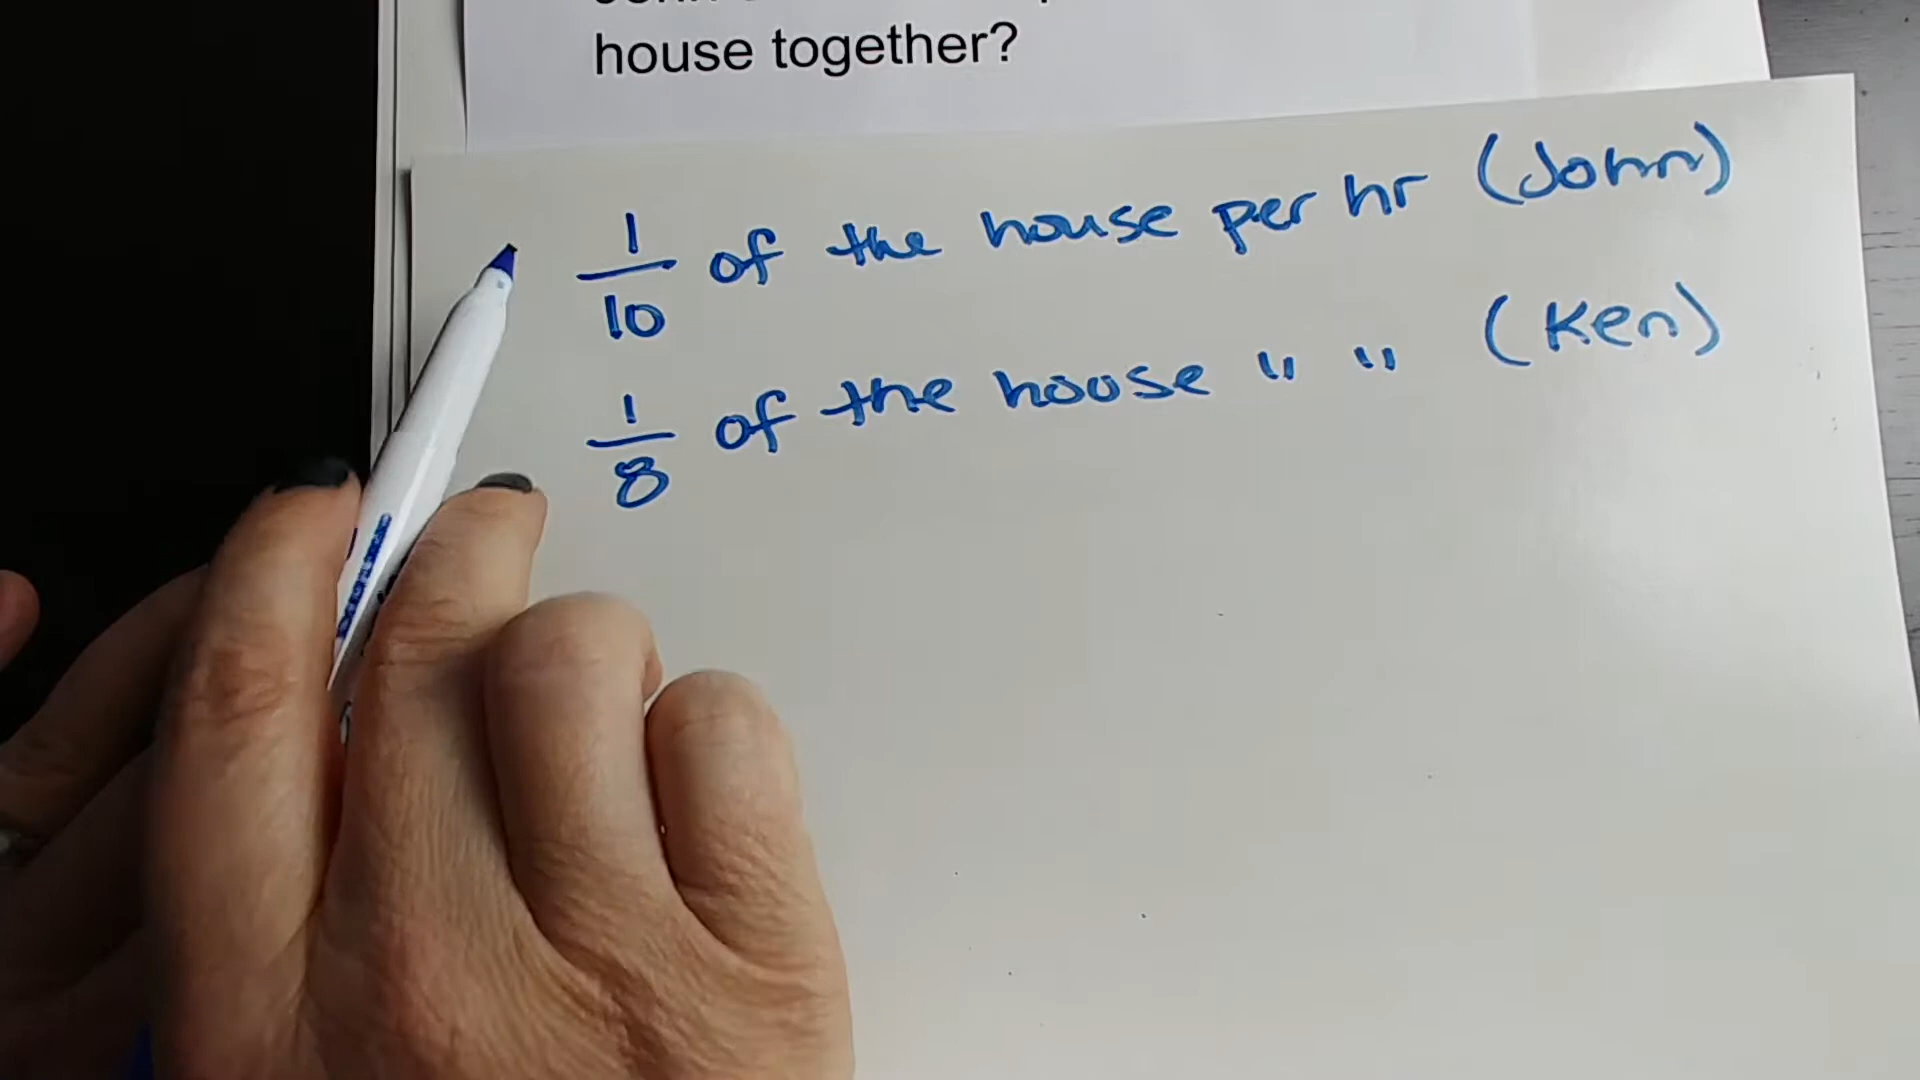 house together?
1/10 of the house per hr (John)
1/8 of the house " " (Ken)